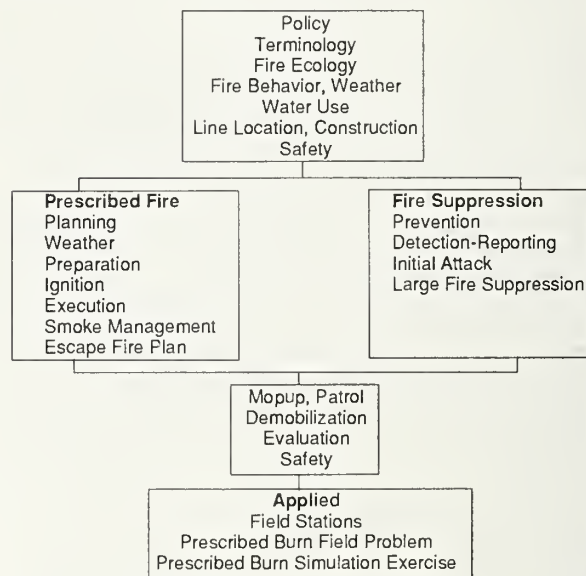 Policy
Terminology
Fire Ecology
Fire Behavior, Weather
Water Use
Line Location, Construction
Safety
Prescribed Fire
Planning
Weather
Preparation
Ignition
Execution
Smoke Management
Escape Fire Plan
Fire Suppression
Prevention
Detection-Reporting
Initial Attack
Large Fire Suppression
Mopup, Patrol
Demobilization
Evaluation
Safety
Applied
Field Stations
Prescribed Burn Field Problem
Prescribed Burn Simulation Exercise